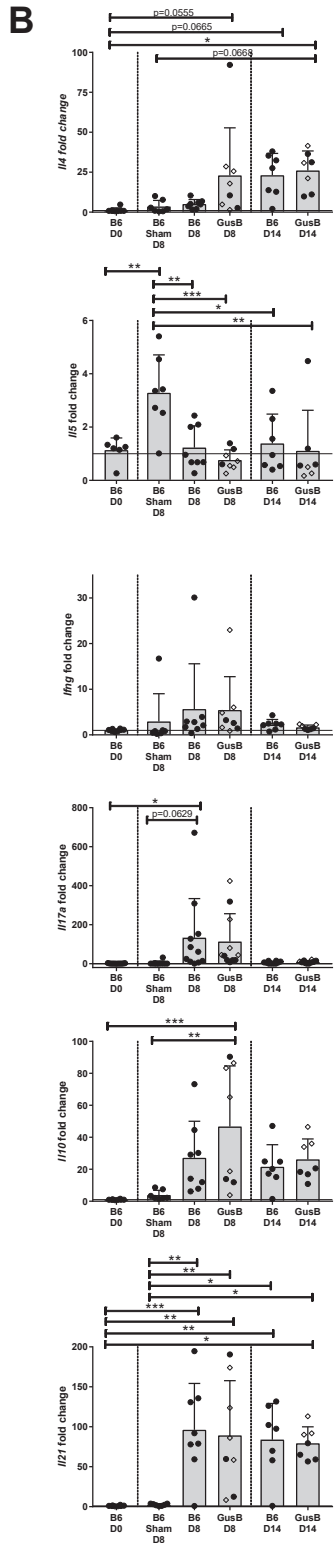 B
p=0.0555
p=0.0665
*
p=0.0668
Il4 fold change
100
75
50
25
0
B6 D0
B6 Sham D8
B6 D8
GusB D8
B6 D14
GusB D14
**
**
***
*
**
Il5 fold change
6
4
2
0
B6 D0
B6 Sham D8
B6 D8
GusB D8
B6 D14
GusB D14
Ifng fold change
30
20
10
0
B6 D0
B6 Sham D8
B6 D8
GusB D8
B6 D14
GusB D14
*
p=0.0629
Il17a fold change
800
600
400
200
0
B6 D0
B6 Sham D8
B6 D8
GusB D8
B6 D14
GusB D14
***
**
Il10 fold change
100
80
60
40
20
0
B6 D0
B6 Sham D8
B6 D8
GusB D8
B6 D14
GusB D14
**
**
*
*
***
**
**
*
Il21 fold change
200
150
100
50
0
B6 D0
B6 Sham D8
B6 D8
GusB D8
B6 D14
GusB D14